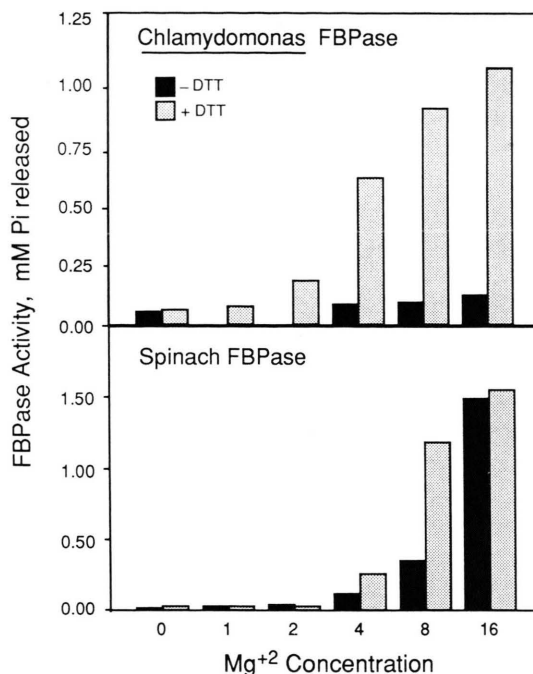 FBPase Activity, mM Pi released
1.25
1.00
0.75
0.50
0.25
0.00
Chlamydomonas FBPase
– DTT
+ DTT
1.50
1.00
0.50
0.00
Spinach FBPase
0 1 2 4 8 16
Mg+2 Concentration